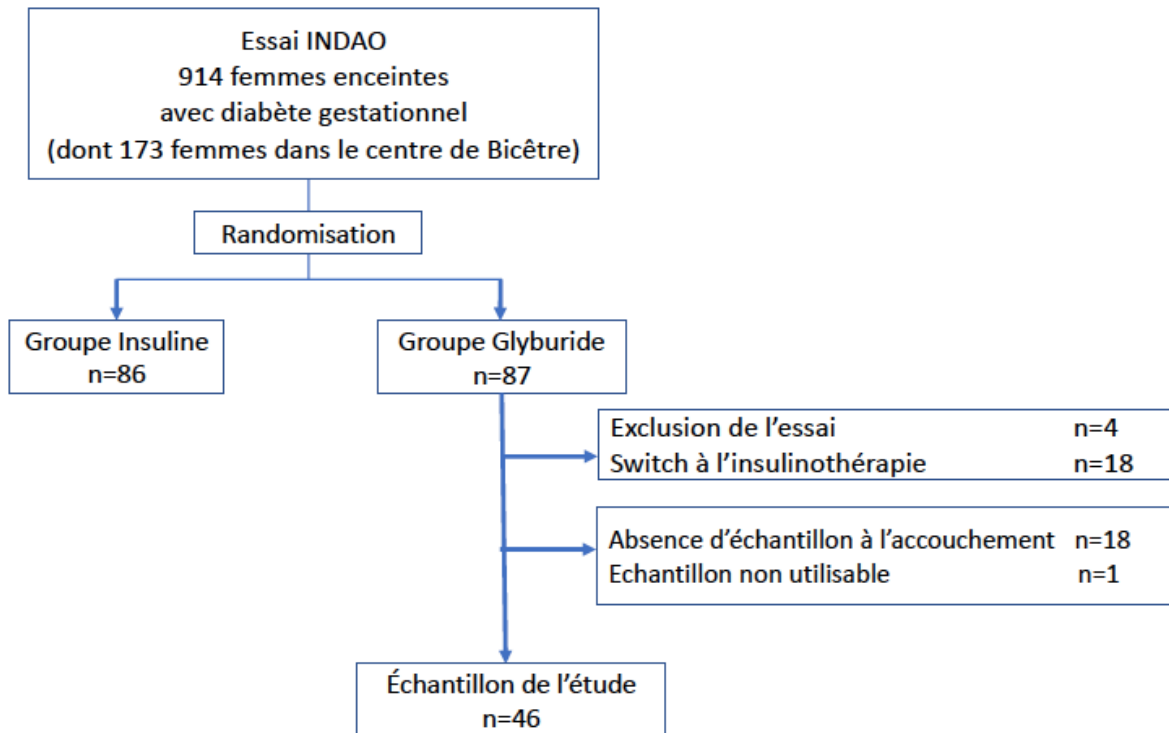 Essai INDAO
914 femmes enceintes
avec diabète gestationnel
(dont 173 femmes dans le centre de Bicêtre)
Randomisation
Groupe Insuline
n=86
Groupe Glyburide
n=87
Exclusion de l’essai n=4
Switch à l’insulinothérapie n=18
Absence d’échantillon à l’accouchement n=18
Echantillon non utilisable n=1
Échantillon de l’étude
n=46